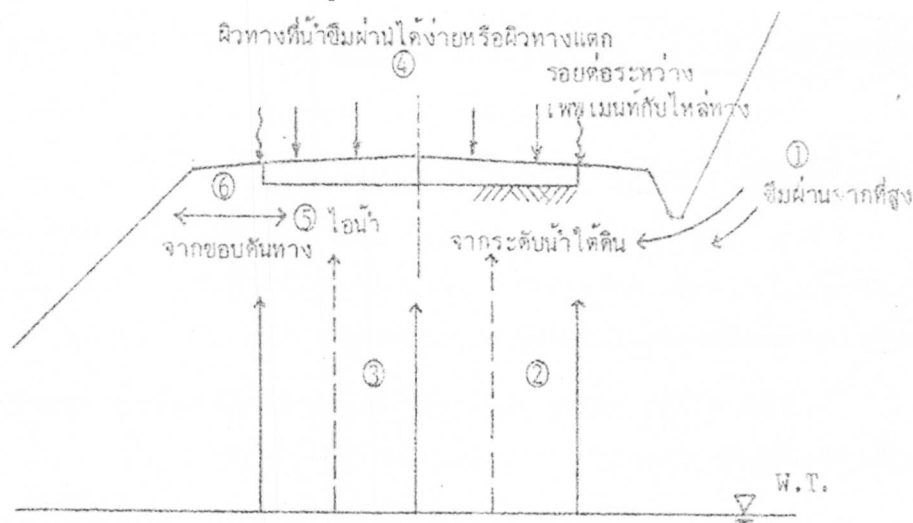 ผิวทางที่น้ำซึมผ่านได้ง่ายหรือผิวทางแตก
④
รอยต่อระหว่าง
เพพเมนท์กับไหล่ทาง
①
ซึมผ่านจากที่สูง
⑥
⑤ ไอน้ำ
จากขอบคันทาง
จากระดับน้ำใต้ดิน
③
②
W.T.